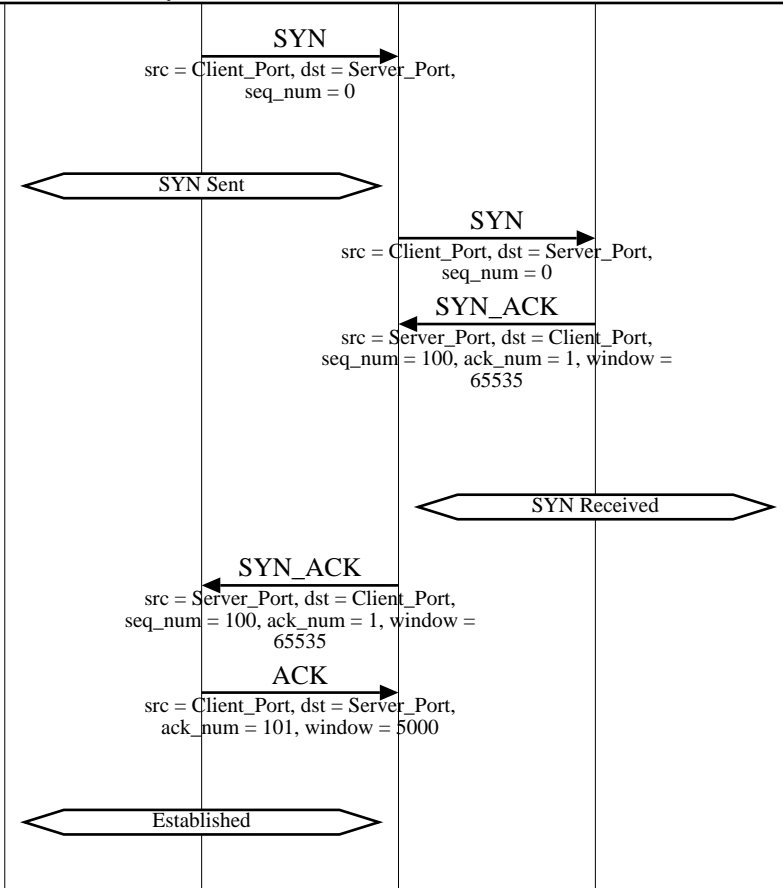 SYN
src = Client_Port, dst = Server_Port,
seq_num = 0
SYN Sent
SYN
src = Client_Port, dst = Server_Port,
seq_num = 0
SYN_ACK
src = Server_Port, dst = Client_Port,
seq_num = 100, ack_num = 1, window =
65535
SYN Received
SYN_ACK
src = Server_Port, dst = Client_Port,
seq_num = 100, ack_num = 1, window =
65535
ACK
src = Client_Port, dst = Server_Port,
ack_num = 101, window = 5000
Established